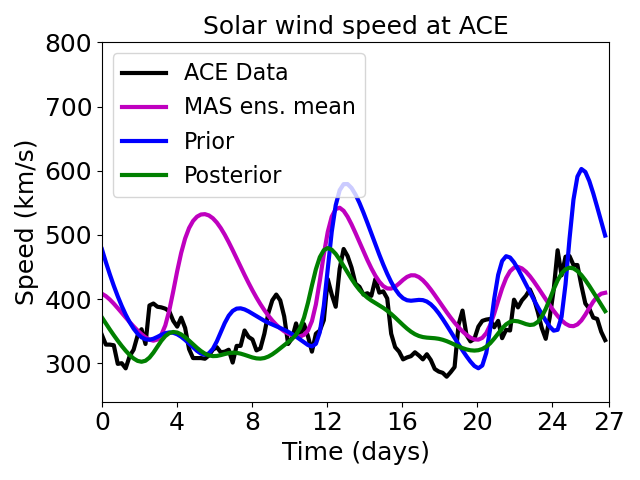 Solar wind speed at ACE
800
700
600
500
400
300
Speed (km/s)
ACE Data
MAS ens. mean
Prior
Posterior
0 4 8 12 16 20 24 27
Time (days)